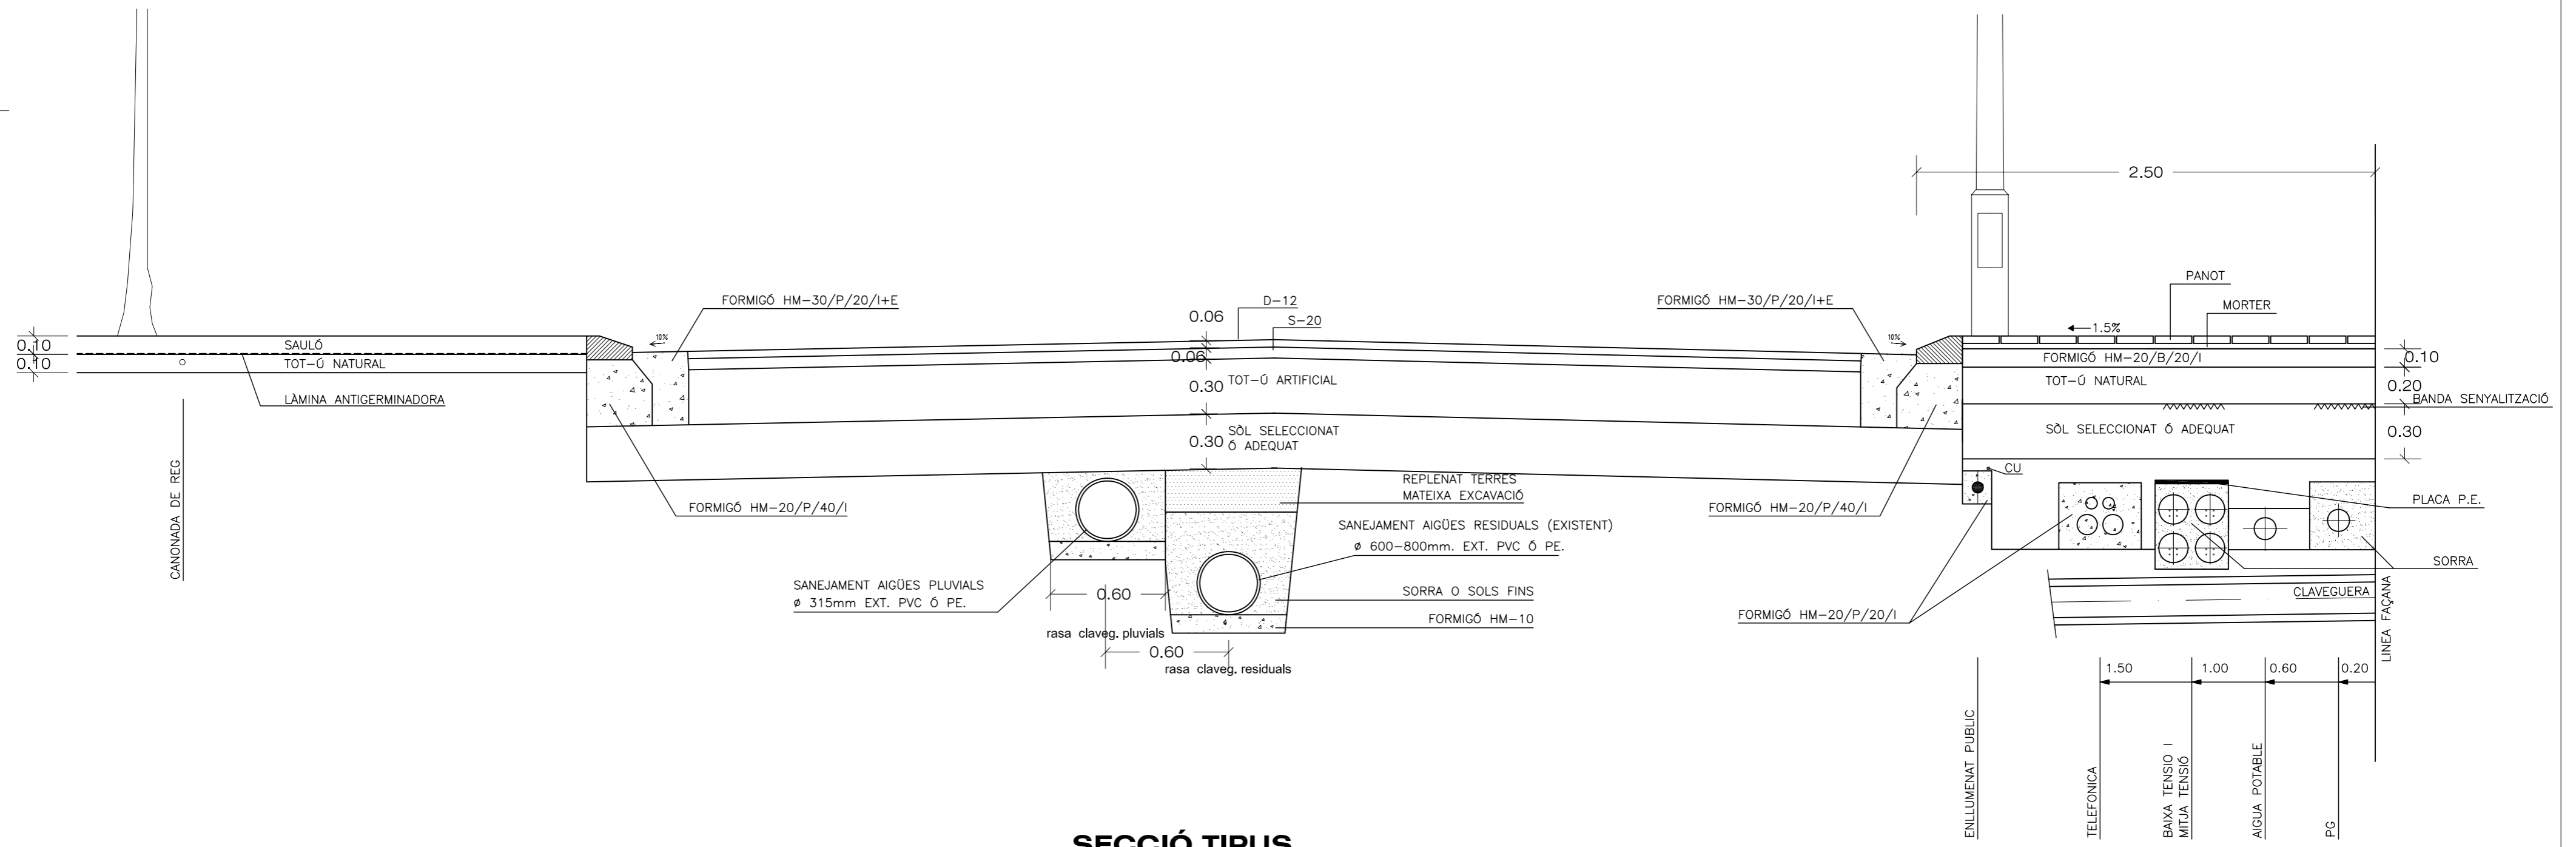 2.50
PANOT
FORMIGÓ HM-30/P/20/I+E
D-12
FORMIGÓ HM-30/P/20/I+E
MORTER
0.06
S-20
1.5%
10%
10%
0.10
SAULÓ
0.06
FORMIGÓ HM-20/B/20/I
0.10
0.10
TOT-Ú NATURAL
0.30
TOT-Ú ARTIFICIAL
TOT-Ú NATURAL
0.20
LÀMINA ANTIGERMINADORA
BANDA SENYALITZACIÓ
0.30
SÒL SELECCIONAT
Ó ADEQUAT
SÒL SELECCIONAT Ó ADEQUAT
0.30
CANONADA DE REG
CU
REPLENAT TERRES
MATEIXA EXCAVACIÓ
PLACA P.E.
FORMIGÓ HM-20/P/40/I
FORMIGÓ HM-20/P/40/I
SANEJAMENT AIGÜES RESIDUALS (EXISTENT)
ø 600-800mm. EXT. PVC Ó PE.
SORRA
SANEJAMENT AIGÜES PLUVIALS
ø 315mm EXT. PVC Ó PE.
0.60
SORRA O SOLS FINS
CLAVEGUERA
FORMIGÓ HM-10
FORMIGÓ HM-20/P/20/I
LINEA FAÇANA
rasa claveg. pluvials
0.60
rasa claveg. residuals
1.50
1.00
0.60
0.20
ENLLUMENAT PUBLIC
TELEFONICA
BAIXA TENSIO I
MITJA TENSIÓ
AIGUA POTABLE
PG
SECCIÓ TIPUS